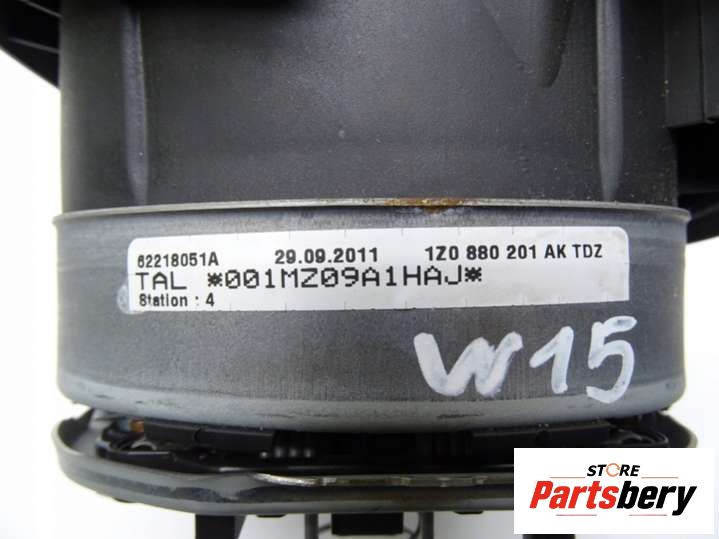 62218051A 29.09.2011 1Z0 880 201 AK TDZ
TAL *001MZ09A1HAJ*
Station : 4
W15
STORE
Partsbery